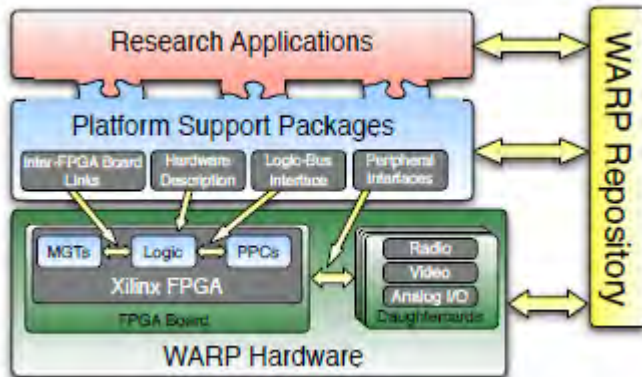 Research Applications
Platform Support Packages
Inter-FPGA Board
Links
Hardware
Description
Logic-Bus
Interface
Peripheral
Interfaces
MGTs
Logic
PPCs
Xilinx FPGA
FPGA Board
Radio
Video
Analog I/O
Daughtercards
WARP Hardware
WARP Repository